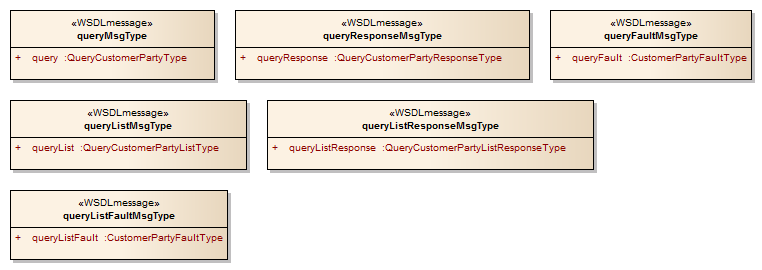 «WSDLmessage»
queryMsgType
+ query :QueryCustomerPartyType
«WSDLmessage»
queryResponseMsgType
+ queryResponse :QueryCustomerPartyResponseType
«WSDLmessage»
queryFaultMsgType
+ queryFault :CustomerPartyFaultType
«WSDLmessage»
queryListMsgType
+ queryList :QueryCustomerPartyListType
«WSDLmessage»
queryListResponseMsgType
+ queryListResponse :QueryCustomerPartyListResponseType
«WSDLmessage»
queryListFaultMsgType
+ queryListFault :CustomerPartyFaultType